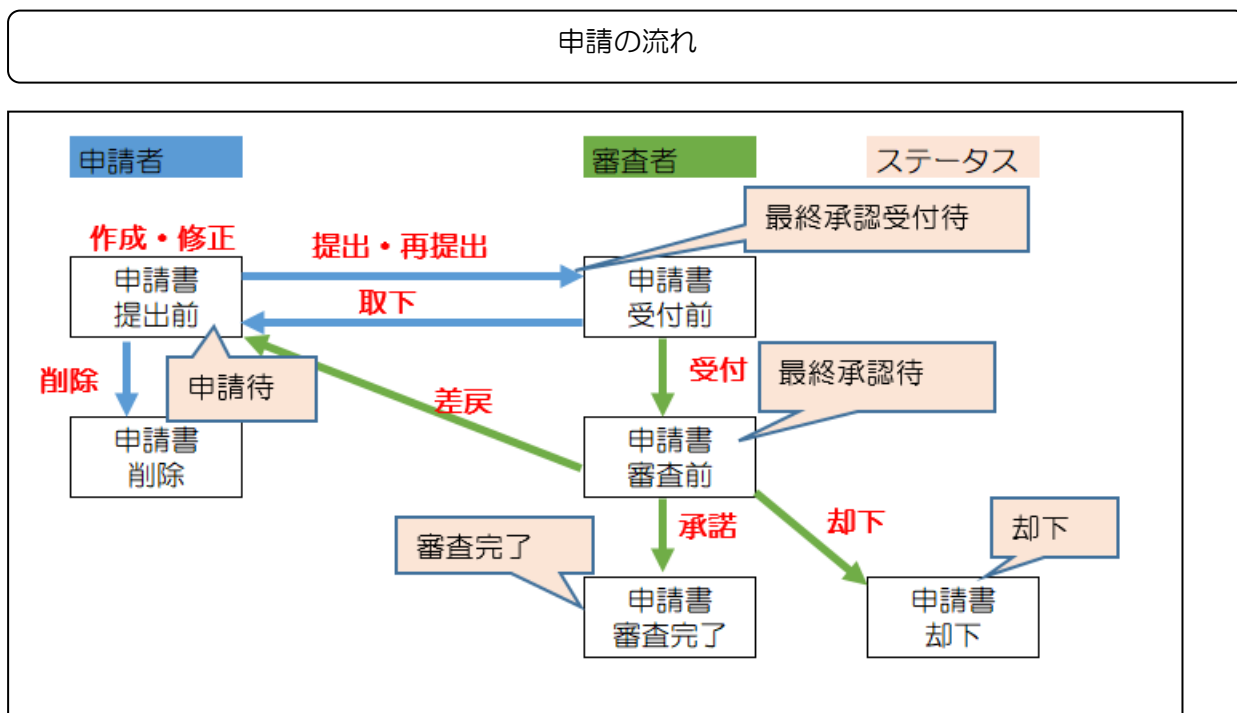 申請の流れ
申請者
審査者
ステータス
最終承認受付待
作成・修正
提出・再提出
申請書
提出前
申請書
受付前
取下
削除
申請待
差戻
受付
最終承認待
申請書
削除
申請書
審査前
審査完了
承諾
却下
却下
申請書
審査完了
申請書
却下